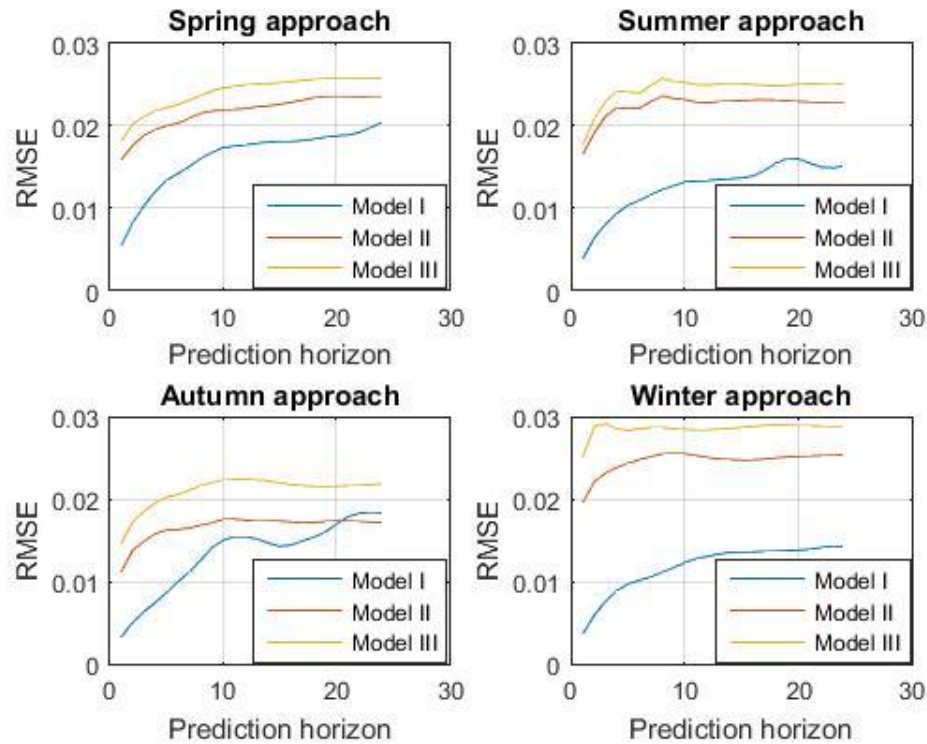 Spring approach
0.03
0.02
0.01
0
RMSE
Model I
Model II
Model III
0
10
20
30
Prediction horizon
Summer approach
0.03
0.02
0.01
0
RMSE
Model I
Model II
Model III
0
10
20
30
Prediction horizon
Autumn approach
0.03
0.02
0.01
0
RMSE
Model I
Model II
Model III
0
10
20
30
Prediction horizon
Winter approach
0.03
0.02
0.01
0
RMSE
Model I
Model II
Model III
0
10
20
30
Prediction horizon